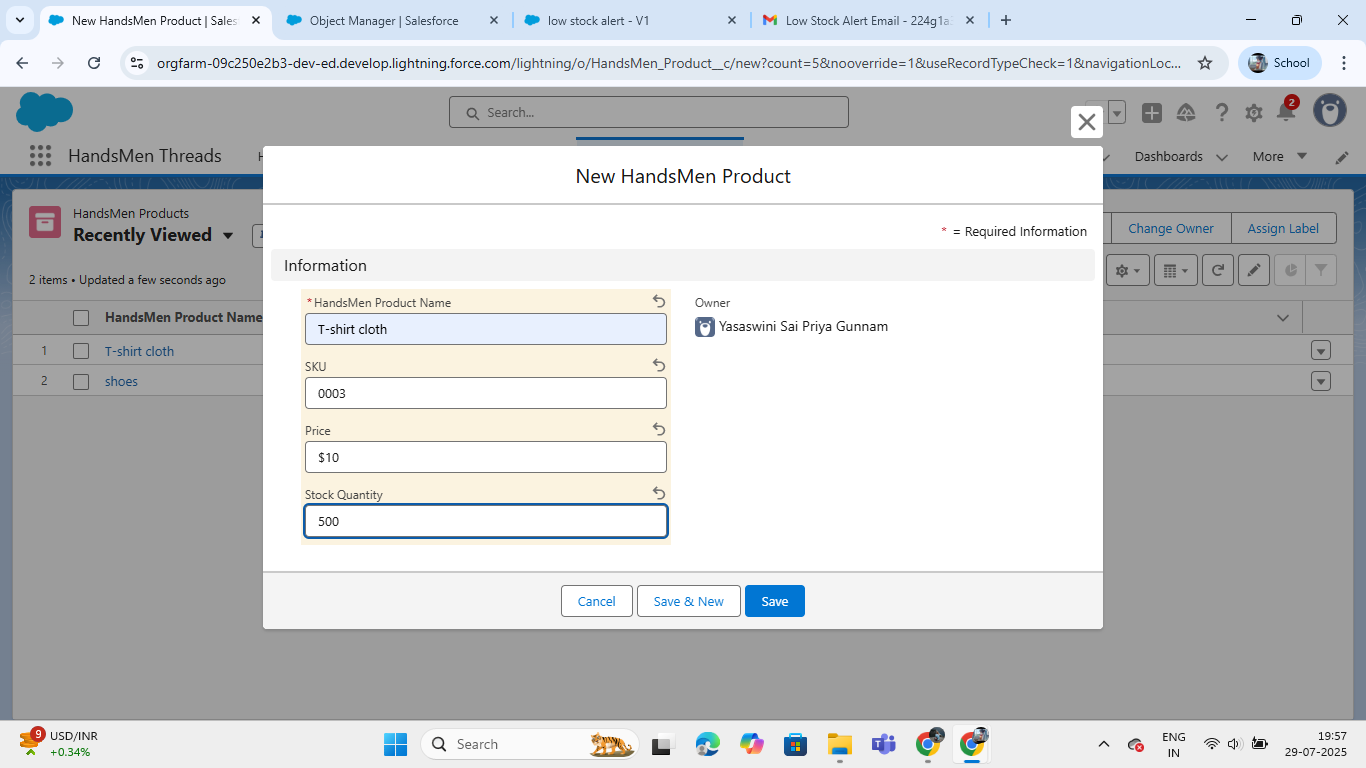 New HandsMen Product | Sales
Object Manager | Salesforce
low stock alert - V1
Low Stock Alert Email - 224g1a3
orgfarm-09c250e2b3-dev-ed.develop.lightning.force.com/lightning/o/HandsMen_Product__c/new?count=5&nooverride=1&useRecordTypeCheck=1&navigationLoc...
School
Search...
2
HandsMen Threads
Dashboards
More
New HandsMen Product
* = Required Information
HandsMen Products
Recently Viewed
Change Owner
Assign Label
2 items • Updated a few seconds ago
Information
*HandsMen Product Name
T-shirt cloth
Owner
Yasaswini Sai Priya Gunnam
SKU
0003
Price
$10
Stock Quantity
500
HandsMen Product Name
1
T-shirt cloth
2
shoes
Cancel
Save & New
Save
9
USD/INR
+0.34%
Search
ENG
IN
19:57
29-07-2025